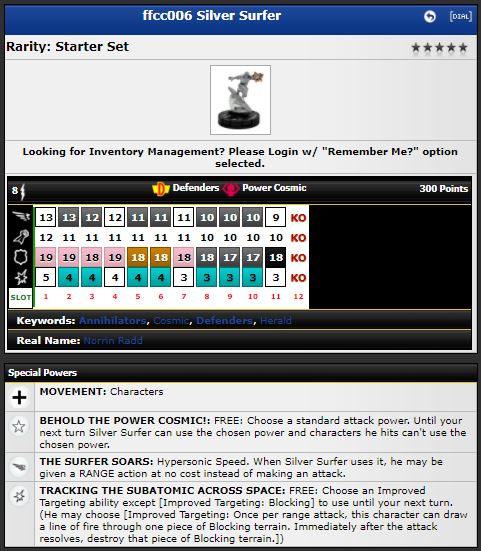 ffcc006 Silver Surfer
[DIAL]
Rarity: Starter Set
Looking for Inventory Management? Please Login w/ "Remember Me?" option
selected.
8 Defenders Power Cosmic 300 Points
13 13 12 12 11 11 11 10 10 10 9 KO
12 11 11 11 11 11 11 10 10 10 10 KO
19 19 18 19 18 18 18 18 17 17 18 KO
5 4 4 4 4 4 3 3 3 3 3 KO
SLOT 1 2 3 4 5 6 7 8 9 10 11 12
Keywords: Annihilators, Cosmic, Defenders, Herald
Real Name: Norrin Radd
Special Powers
MOVEMENT: Characters
BEHOLD THE POWER COSMIC!: FREE: Choose a standard attack power. Until your
next turn Silver Surfer can use the chosen power and characters he hits can't use the
chosen power.
THE SURFER SOARS: Hypersonic Speed. When Silver Surfer uses it, he may be
given a RANGE action at no cost instead of making an attack.
TRACKING THE SUBATOMIC ACROSS SPACE: FREE: Choose an Improved
Targeting ability except [Improved Targeting: Blocking] to use until your next turn.
(He may choose [Improved Targeting: Once per range attack, this character can draw
a line of fire through one piece of Blocking terrain. Immediately after the attack
resolves, destroy that piece of Blocking terrain.])